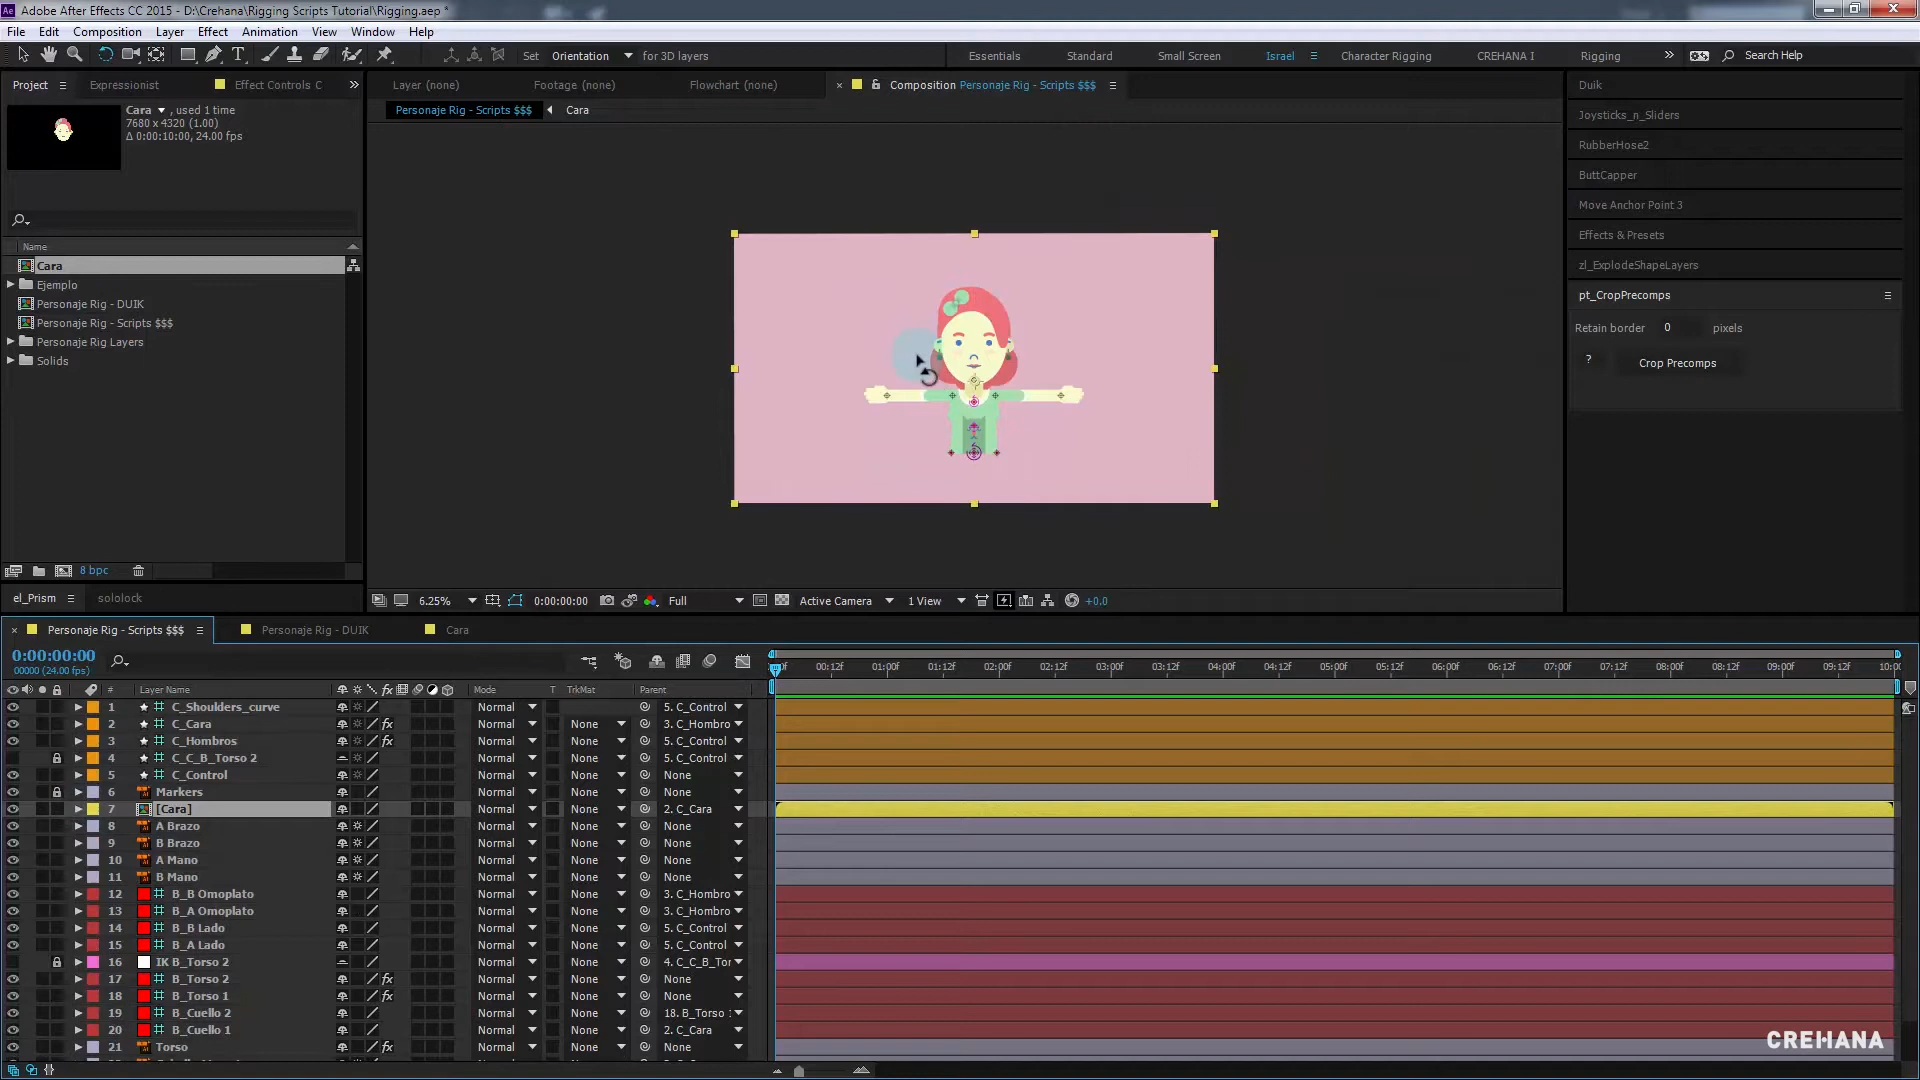 Adobe After Effects CC 2015 - D:\Crehana\Rigging Scripts Tutorial\Rigging.aep *
File Edit Composition Layer Effect Animation View Window Help
Set Orientation for 3D layers
Essentials Standard Small Screen Israel Character Rigging CREHANA I Rigging Search Help
Project Expressionist Effect Controls C
Layer (none) Footage (none) Flowchart (none) Composition Personaje Rig - Scripts $$$
Personaje Rig - Scripts $$$ Cara
Cara , used 1 time
7680 x 4320 (1.00)
Δ 0:00:10:00, 24.00 fps
Name
Cara
Ejemplo
Personaje Rig - DUIK
Personaje Rig - Scripts $$$
Personaje Rig Layers
Solids
8 bpc
el_Prism sololock
Duik
Joysticks_n_Sliders
RubberHose2
ButtCapper
Move Anchor Point 3
Effects & Presets
zl_ExplodeShapeLayers
pt_CropPrecomps
Retain border 0 pixels
? Crop Precomps
6.25% 0:00:00:00 Full Active Camera 1 View +0.0
Personaje Rig - Scripts $$$ Personaje Rig - DUIK Cara
0:00:00:00
00000 (24.00 fps)
00:12f 01:00f 01:12f 02:00f 02:12f 03:00f 03:12f 04:00f 04:12f 05:00f 05:12f 06:00f 06:12f 07:00f 07:12f 08:00f 08:12f 09:00f 09:12f 10:0
# Layer Name fx Mode T TrkMat Parent
1 C_Shoulders_curve Normal 5. C_Control
2 C_Cara fx Normal None 3. C_Hombro
3 C_Hombros fx Normal None 5. C_Control
4 C_C_B_Torso 2 Normal None 5. C_Control
5 C_Control Normal None None
6 Markers Normal None None
7 [Cara] Normal None 2. C_Cara
8 A Brazo Normal None None
9 B Brazo Normal None None
10 A Mano Normal None None
11 B Mano Normal None None
12 B_B Omoplato Normal None 3. C_Hombro
13 B_A Omoplato Normal None 3. C_Hombro
14 B_B Lado Normal None 5. C_Control
15 B_A Lado Normal None 5. C_Control
16 IK B_Torso 2 Normal None 4. C_C_B_Tor
17 B_Torso 2 fx Normal None None
18 B_Torso 1 fx Normal None None
19 B_Cuello 2 Normal None 18. B_Torso 1
20 B_Cuello 1 Normal None 2. C_Cara
21 Torso fx Normal None None
CREHANA